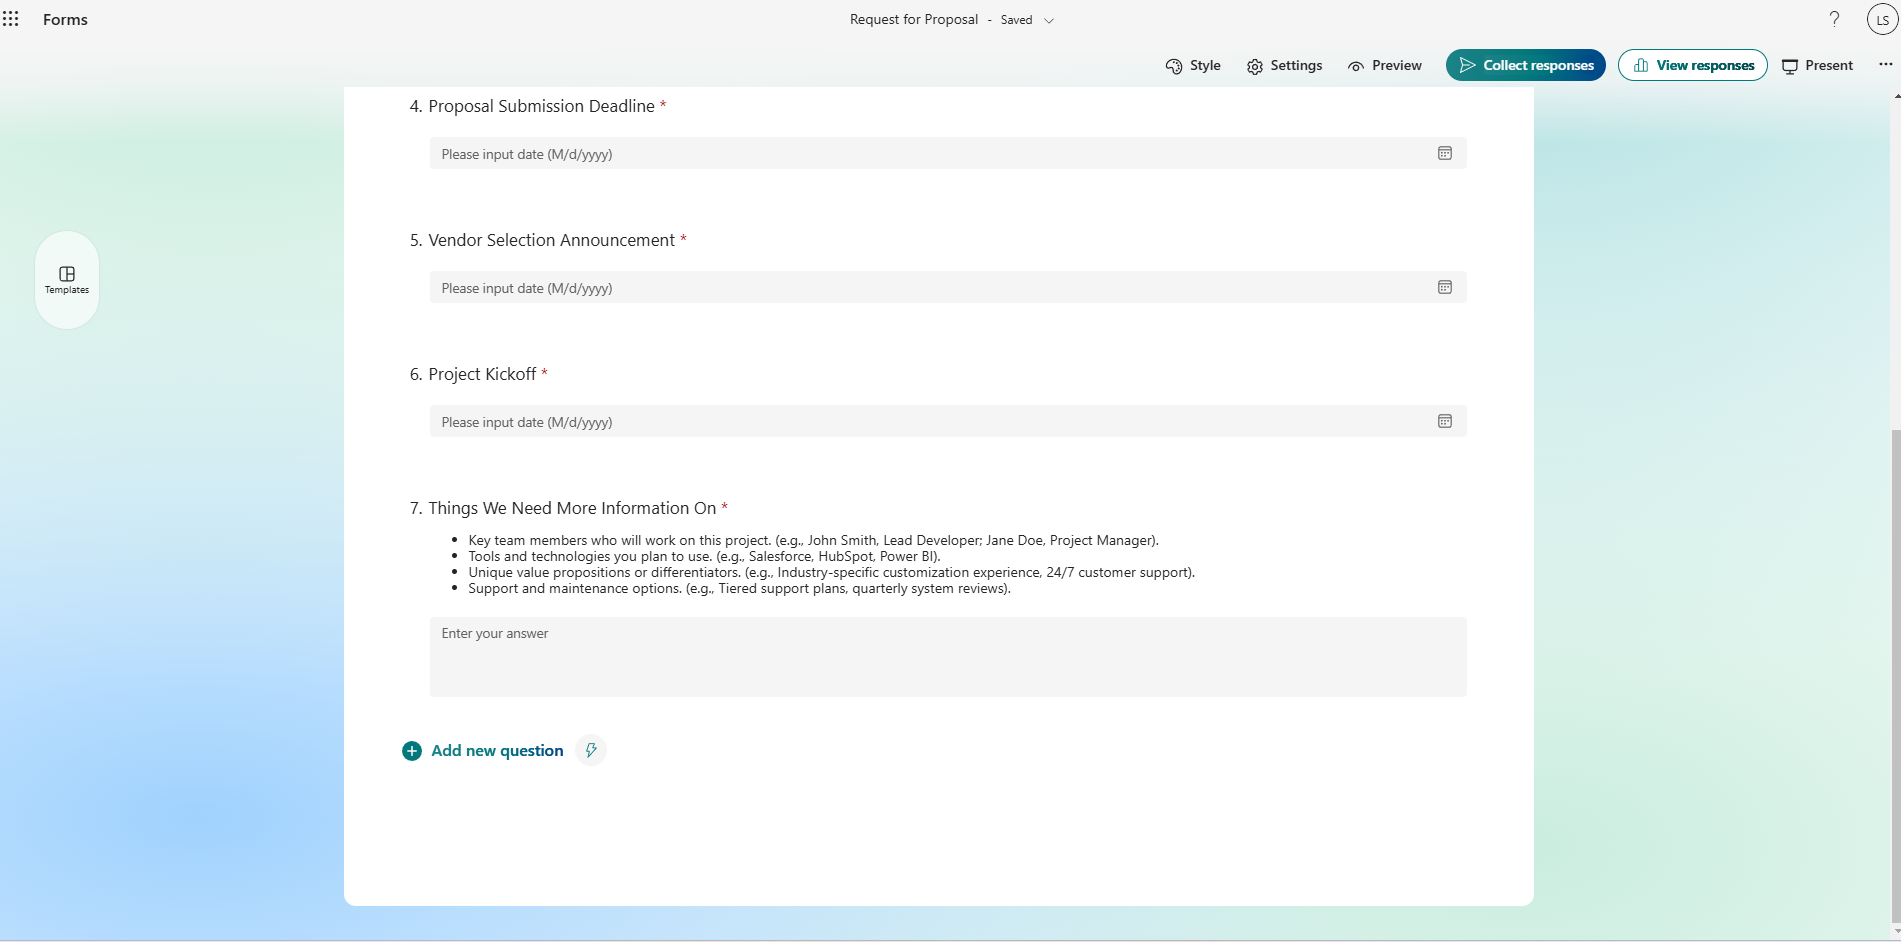 Forms
Request for Proposal - Saved
?
LS
Style
Settings
Preview
Collect responses
View responses
Present
...
4. Proposal Submission Deadline *
Please input date (M/d/yyyy)
5. Vendor Selection Announcement *
Please input date (M/d/yyyy)
Templates
6. Project Kickoff *
Please input date (M/d/yyyy)
7. Things We Need More Information On *
• Key team members who will work on this project. (e.g., John Smith, Lead Developer; Jane Doe, Project Manager).
• Tools and technologies you plan to use. (e.g., Salesforce, HubSpot, Power BI).
• Unique value propositions or differentiators. (e.g., Industry-specific customization experience, 24/7 customer support).
• Support and maintenance options. (e.g., Tiered support plans, quarterly system reviews).
Enter your answer
Add new question